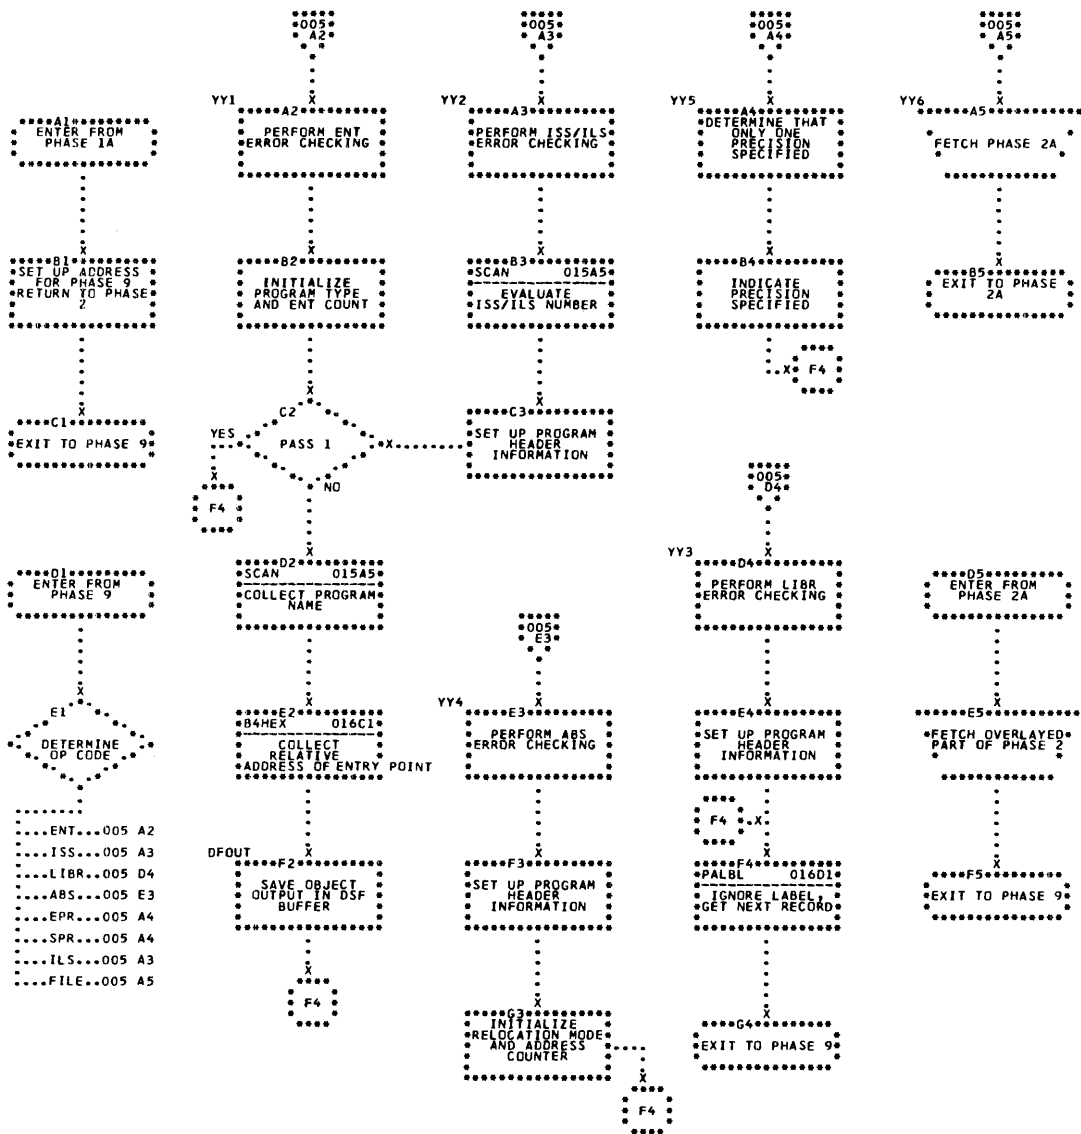 005
A2
005
A3
005
A4
005
A5
A1
ENTER FROM
PHASE 1A
B1
SET UP ADDRESS
FOR PHASE 9
RETURN TO PHASE
2
C1
EXIT TO PHASE 9
D1
ENTER FROM
PHASE 9
E1
DETERMINE
OP CODE
....ENT...005 A2
....ISS...005 A3
....LIBR..005 D4
....ABS...005 E3
....EPR...005 A4
....SPR...005 A4
....ILS...005 A3
....FILE..005 A5
YY1
A2
PERFORM ENT
ERROR CHECKING
B2
INITIALIZE
PROGRAM TYPE
AND ENT COUNT
C2
YES
PASS 1
NO
F4
D2
SCAN 015A5
COLLECT PROGRAM
NAME
E2
B4HEX 016C1
COLLECT
RELATIVE
ADDRESS OF ENTRY POINT
DFOUT
F2
SAVE OBJECT
OUTPUT IN DSF
BUFFER
F4
YY2
A3
PERFORM ISS/ILS
ERROR CHECKING
B3
SCAN 015A5
EVALUATE
ISS/ILS NUMBER
C3
SET UP PROGRAM
HEADER
INFORMATION
005
E3
YY4
E3
PERFORM ABS
ERROR CHECKING
F3
SET UP PROGRAM
HEADER
INFORMATION
G3
INITIALIZE
RELOCATION MODE
AND ADDRESS
COUNTER
F4
YY5
A4
DETERMINE THAT
ONLY ONE
PRECISION
SPECIFIED
B4
INDICATE
PRECISION
SPECIFIED
F4
005
D4
YY3
D4
PERFORM LIBR
ERROR CHECKING
E4
SET UP PROGRAM
HEADER
INFORMATION
F4
F4
PALBL 016D1
IGNORE LABEL,
GET NEXT RECORD
G4
EXIT TO PHASE 9
YY6
A5
FETCH PHASE 2A
B5
EXIT TO PHASE
2A
D5
ENTER FROM
PHASE 2A
E5
FETCH OVERLAYED
PART OF PHASE 2
F5
EXIT TO PHASE 9